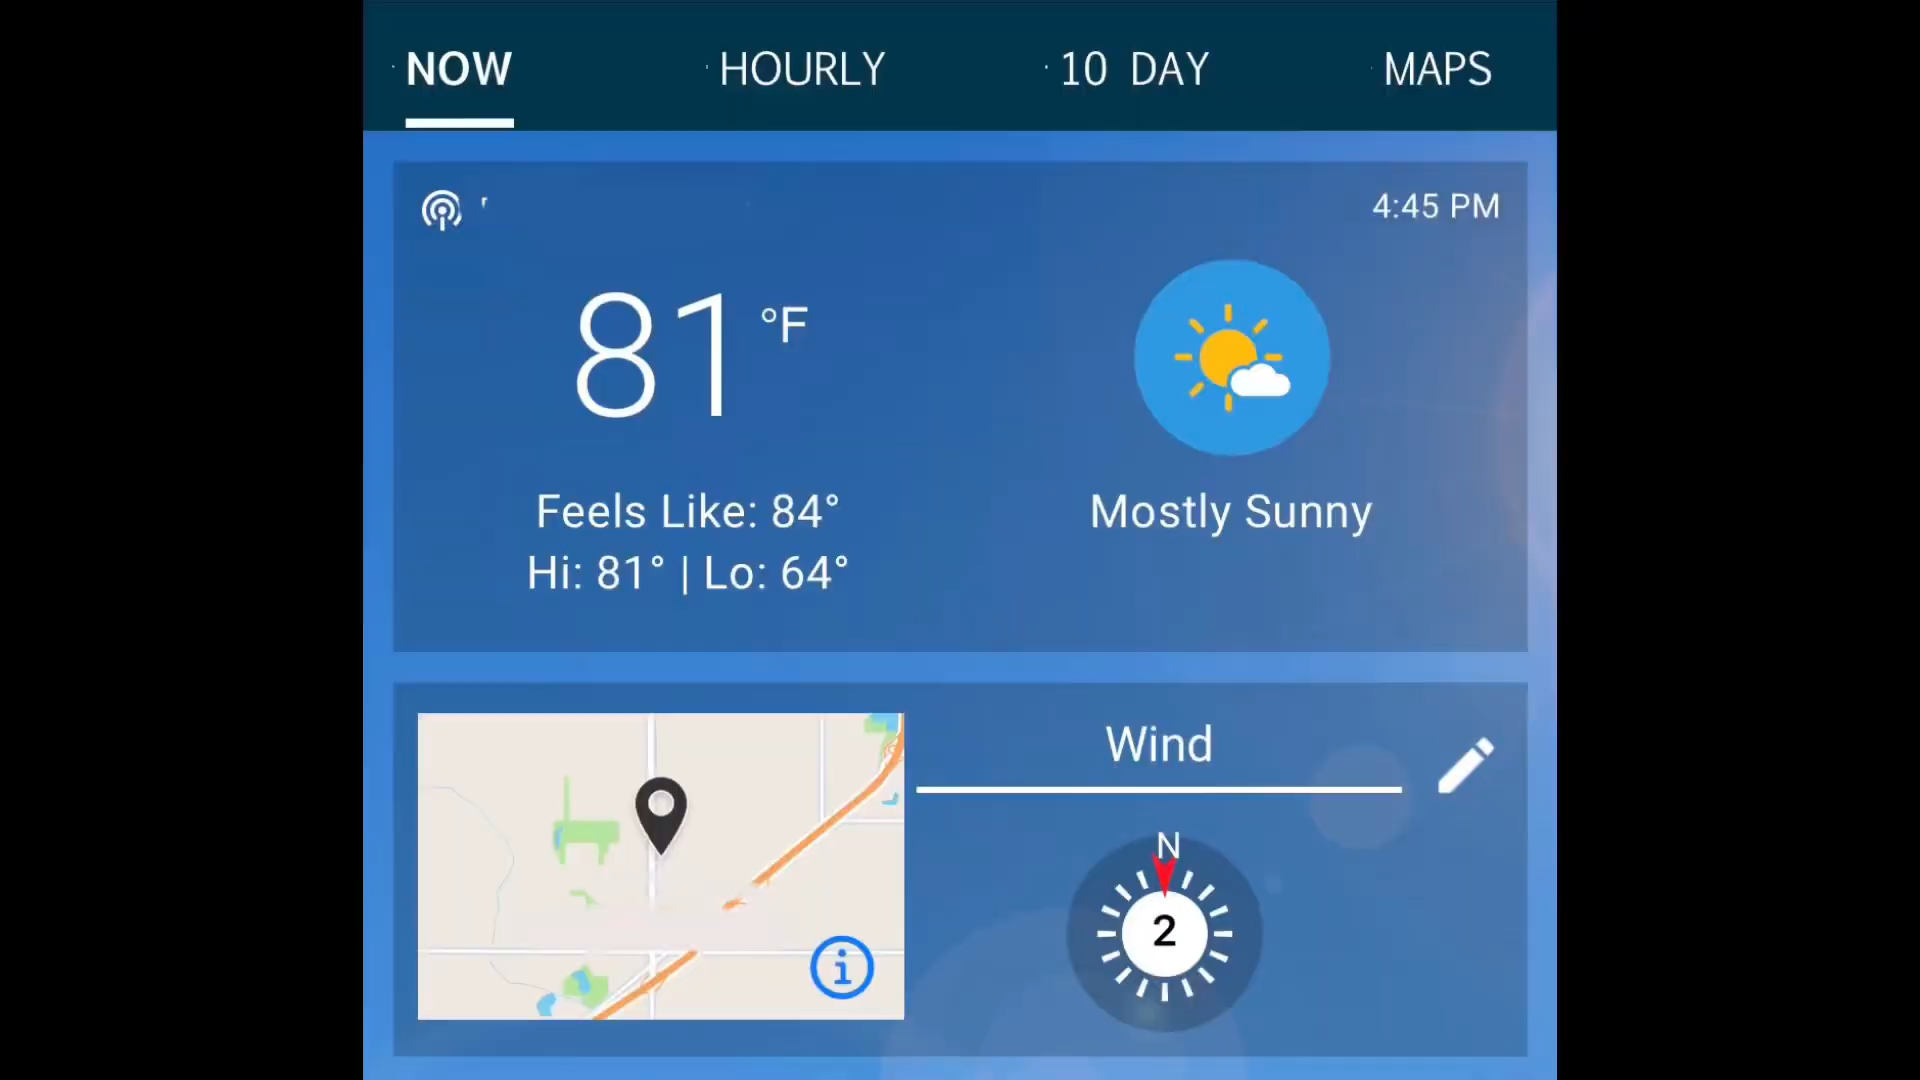 NOW HOURLY 10 DAY MAPS
4:45 PM
81 °F
Feels Like: 84°
Hi: 81° | Lo: 64°
Mostly Sunny
Wind
N
2
i